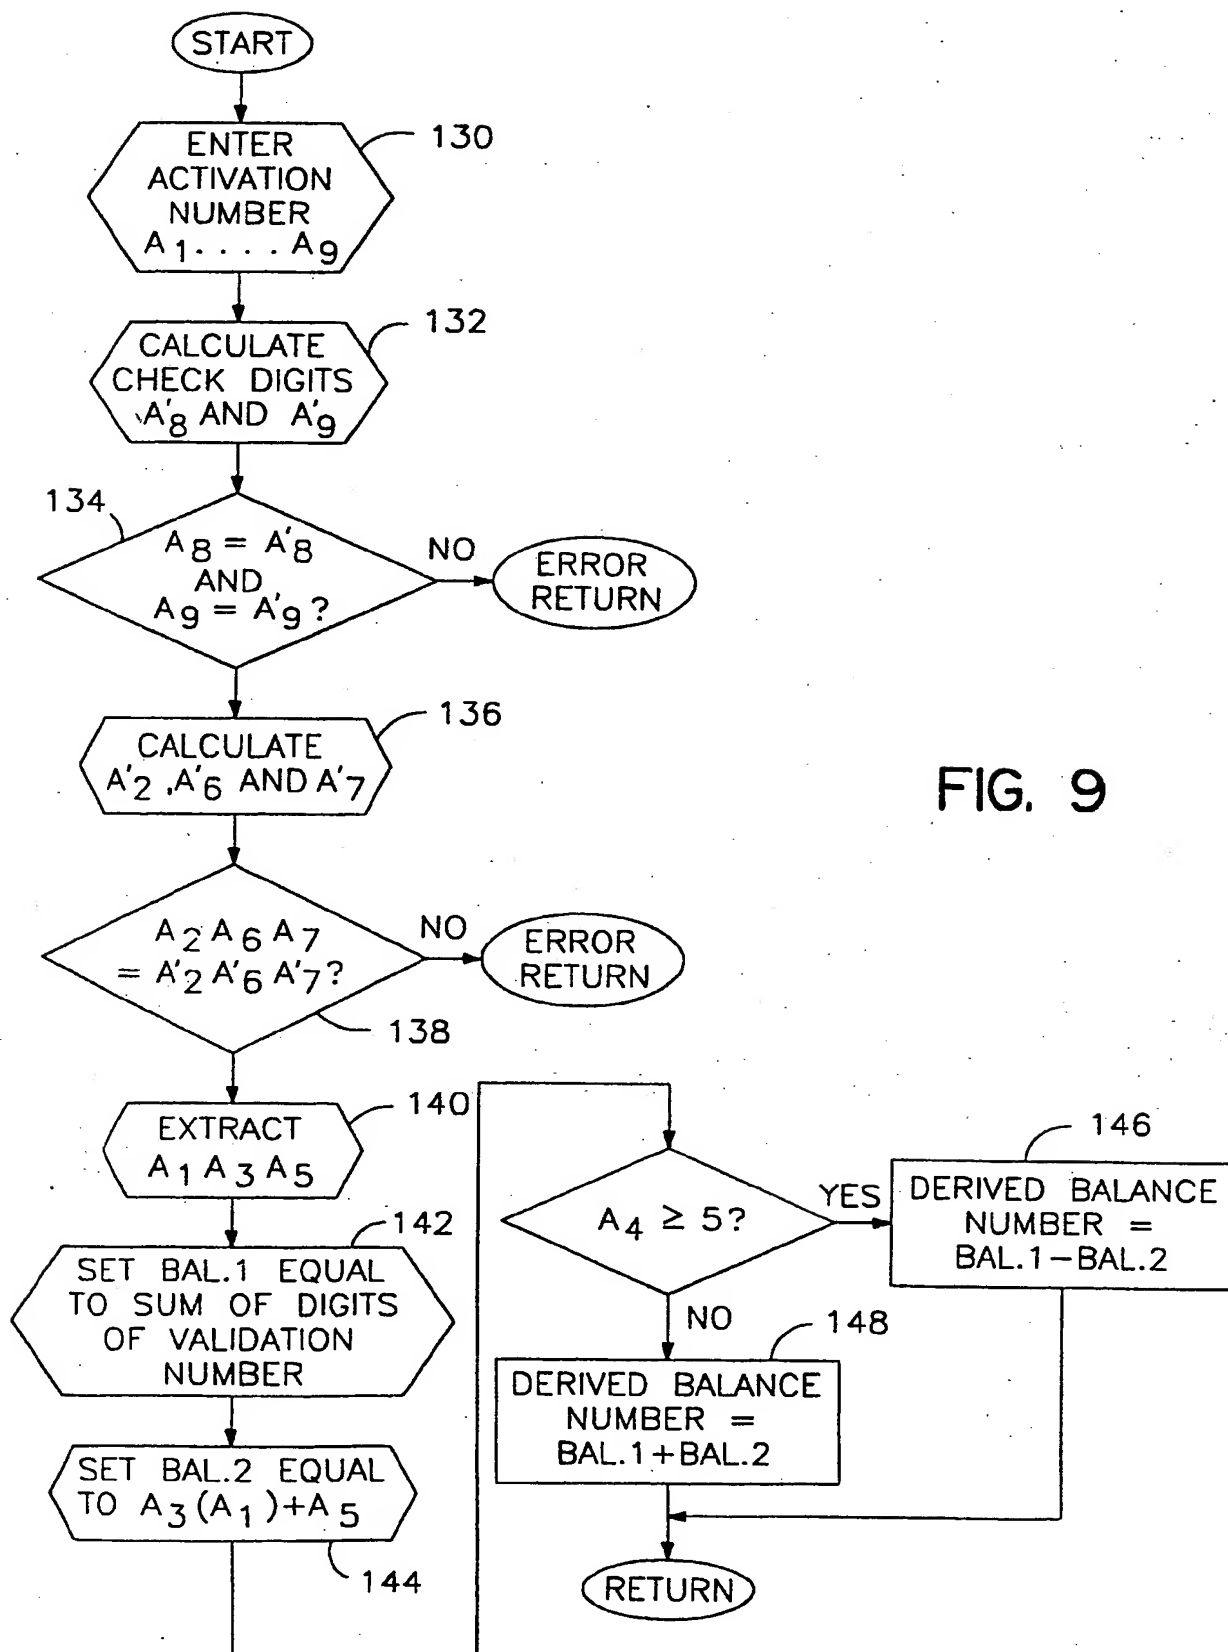 START
130
ENTER
ACTIVATION
NUMBER
A1....A9
132
CALCULATE
CHECK DIGITS
A'8 AND A'9
134
A8 = A'8
AND
A9 = A'9?
NO
ERROR
RETURN
136
CALCULATE
A'2,A'6 AND A'7
FIG. 9
A2 A6 A7
= A'2 A'6 A'7?
NO
ERROR
RETURN
138
140
EXTRACT
A1 A3 A5
142
SET BAL.1 EQUAL
TO SUM OF DIGITS
OF VALIDATION
NUMBER
SET BAL.2 EQUAL
TO A3(A1)+A5
144
A4 ≥ 5?
YES
146
DERIVED BALANCE
NUMBER =
BAL.1-BAL.2
NO
148
DERIVED BALANCE
NUMBER =
BAL.1+BAL.2
RETURN